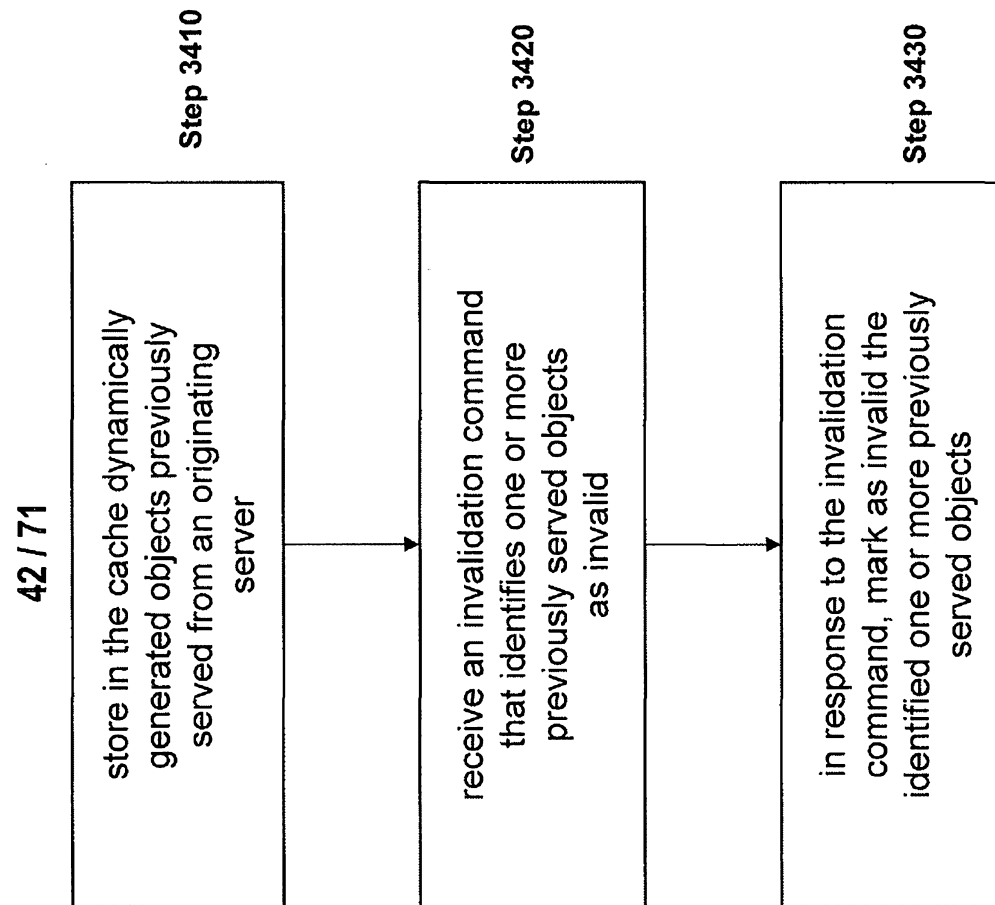 42 / 71
store in the cache dynamically
generated objects previously
served from an originating
server
Step 3410
receive an invalidation command
that identifies one or more
previously served objects
as invalid
Step 3420
in response to the invalidation
command, mark as invalid the
identified one or more previously
served objects
Step 3430